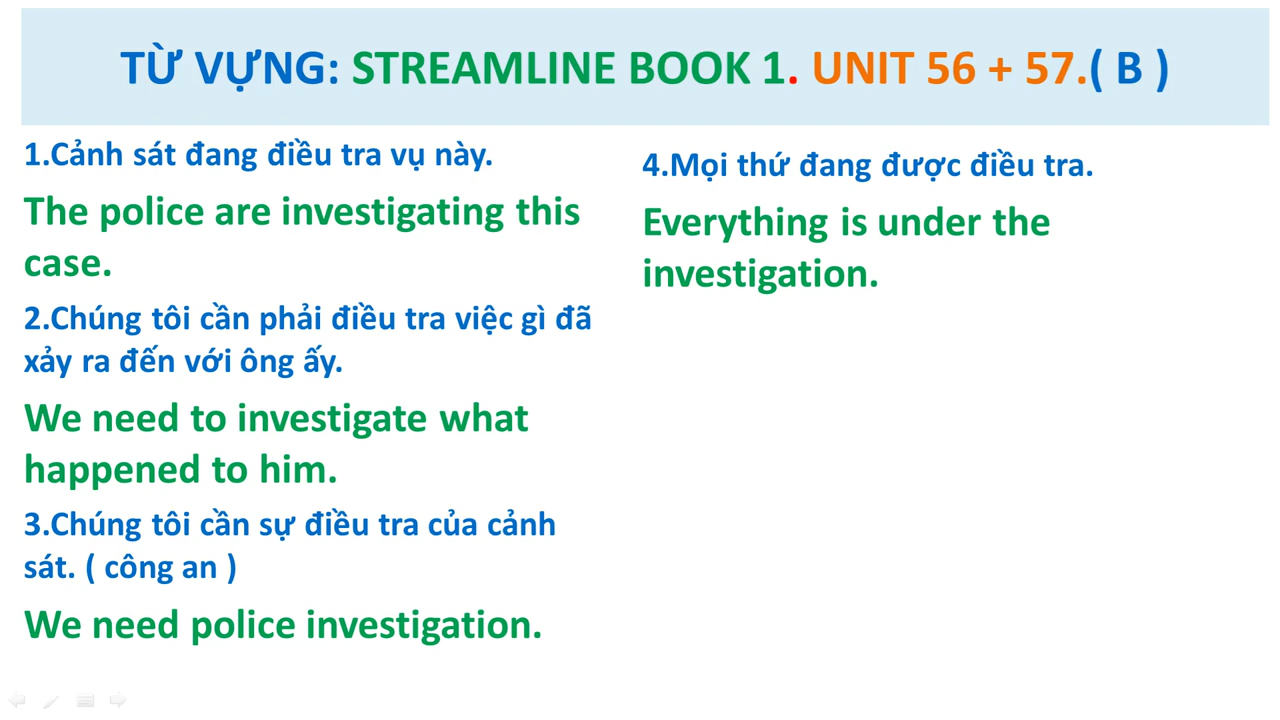 TỪ VỰNG: STREAMLINE BOOK 1. UNIT 56 + 57.( B )
1.Cảnh sát đang điều tra vụ này.
The police are investigating this
case.
2.Chúng tôi cần phải điều tra việc gì đã
xảy ra đến với ông ấy.
We need to investigate what
happened to him.
3.Chúng tôi cần sự điều tra của cảnh
sát. ( công an )
We need police investigation.
4.Mọi thứ đang được điều tra.
Everything is under the
investigation.